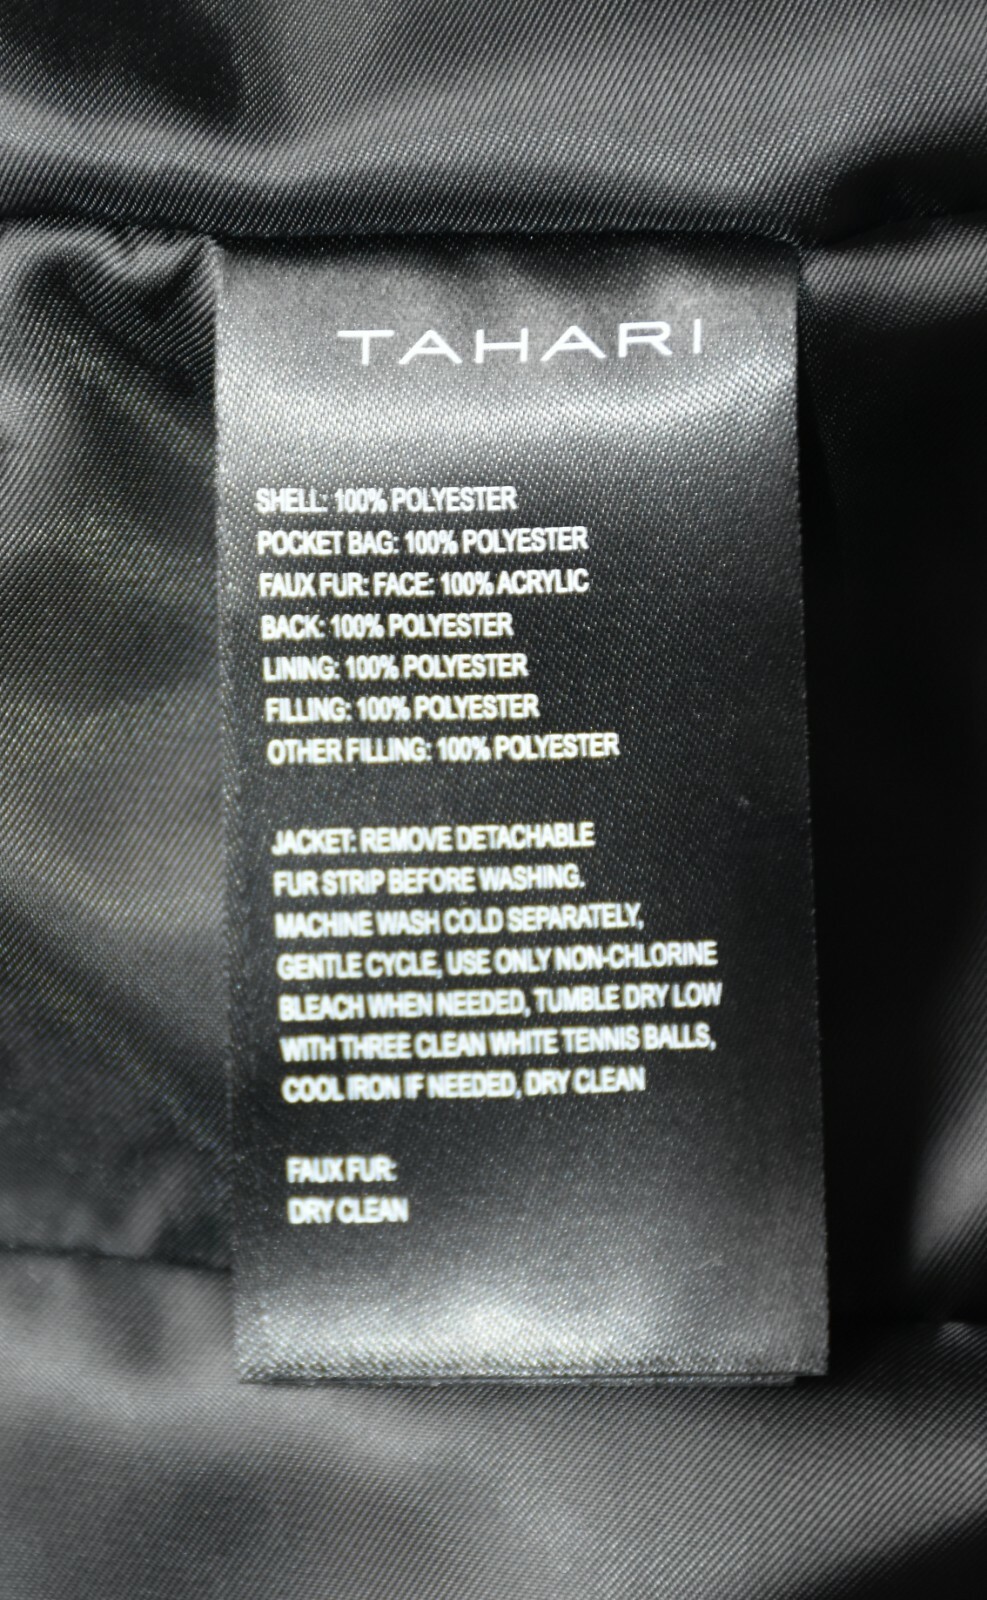 TAHARI
SHELL: 100% POLYESTER
POCKET BAG: 100% POLYESTER
FAUX FUR: FACE: 100% ACRYLIC
BACK: 100% POLYESTER
LINING: 100% POLYESTER
FILLING: 100% POLYESTER
OTHER FILLING: 100% POLYESTER
JACKET: REMOVE DETACHABLE
FUR STRIP BEFORE WASHING.
MACHINE WASH COLD SEPARATELY,
GENTLE CYCLE, USE ONLY NON-CHLORINE
BLEACH WHEN NEEDED, TUMBLE DRY LOW
WITH THREE CLEAN WHITE TENNIS BALLS,
COOL IRON IF NEEDED, DRY CLEAN
FAUX FUR:
DRY CLEAN